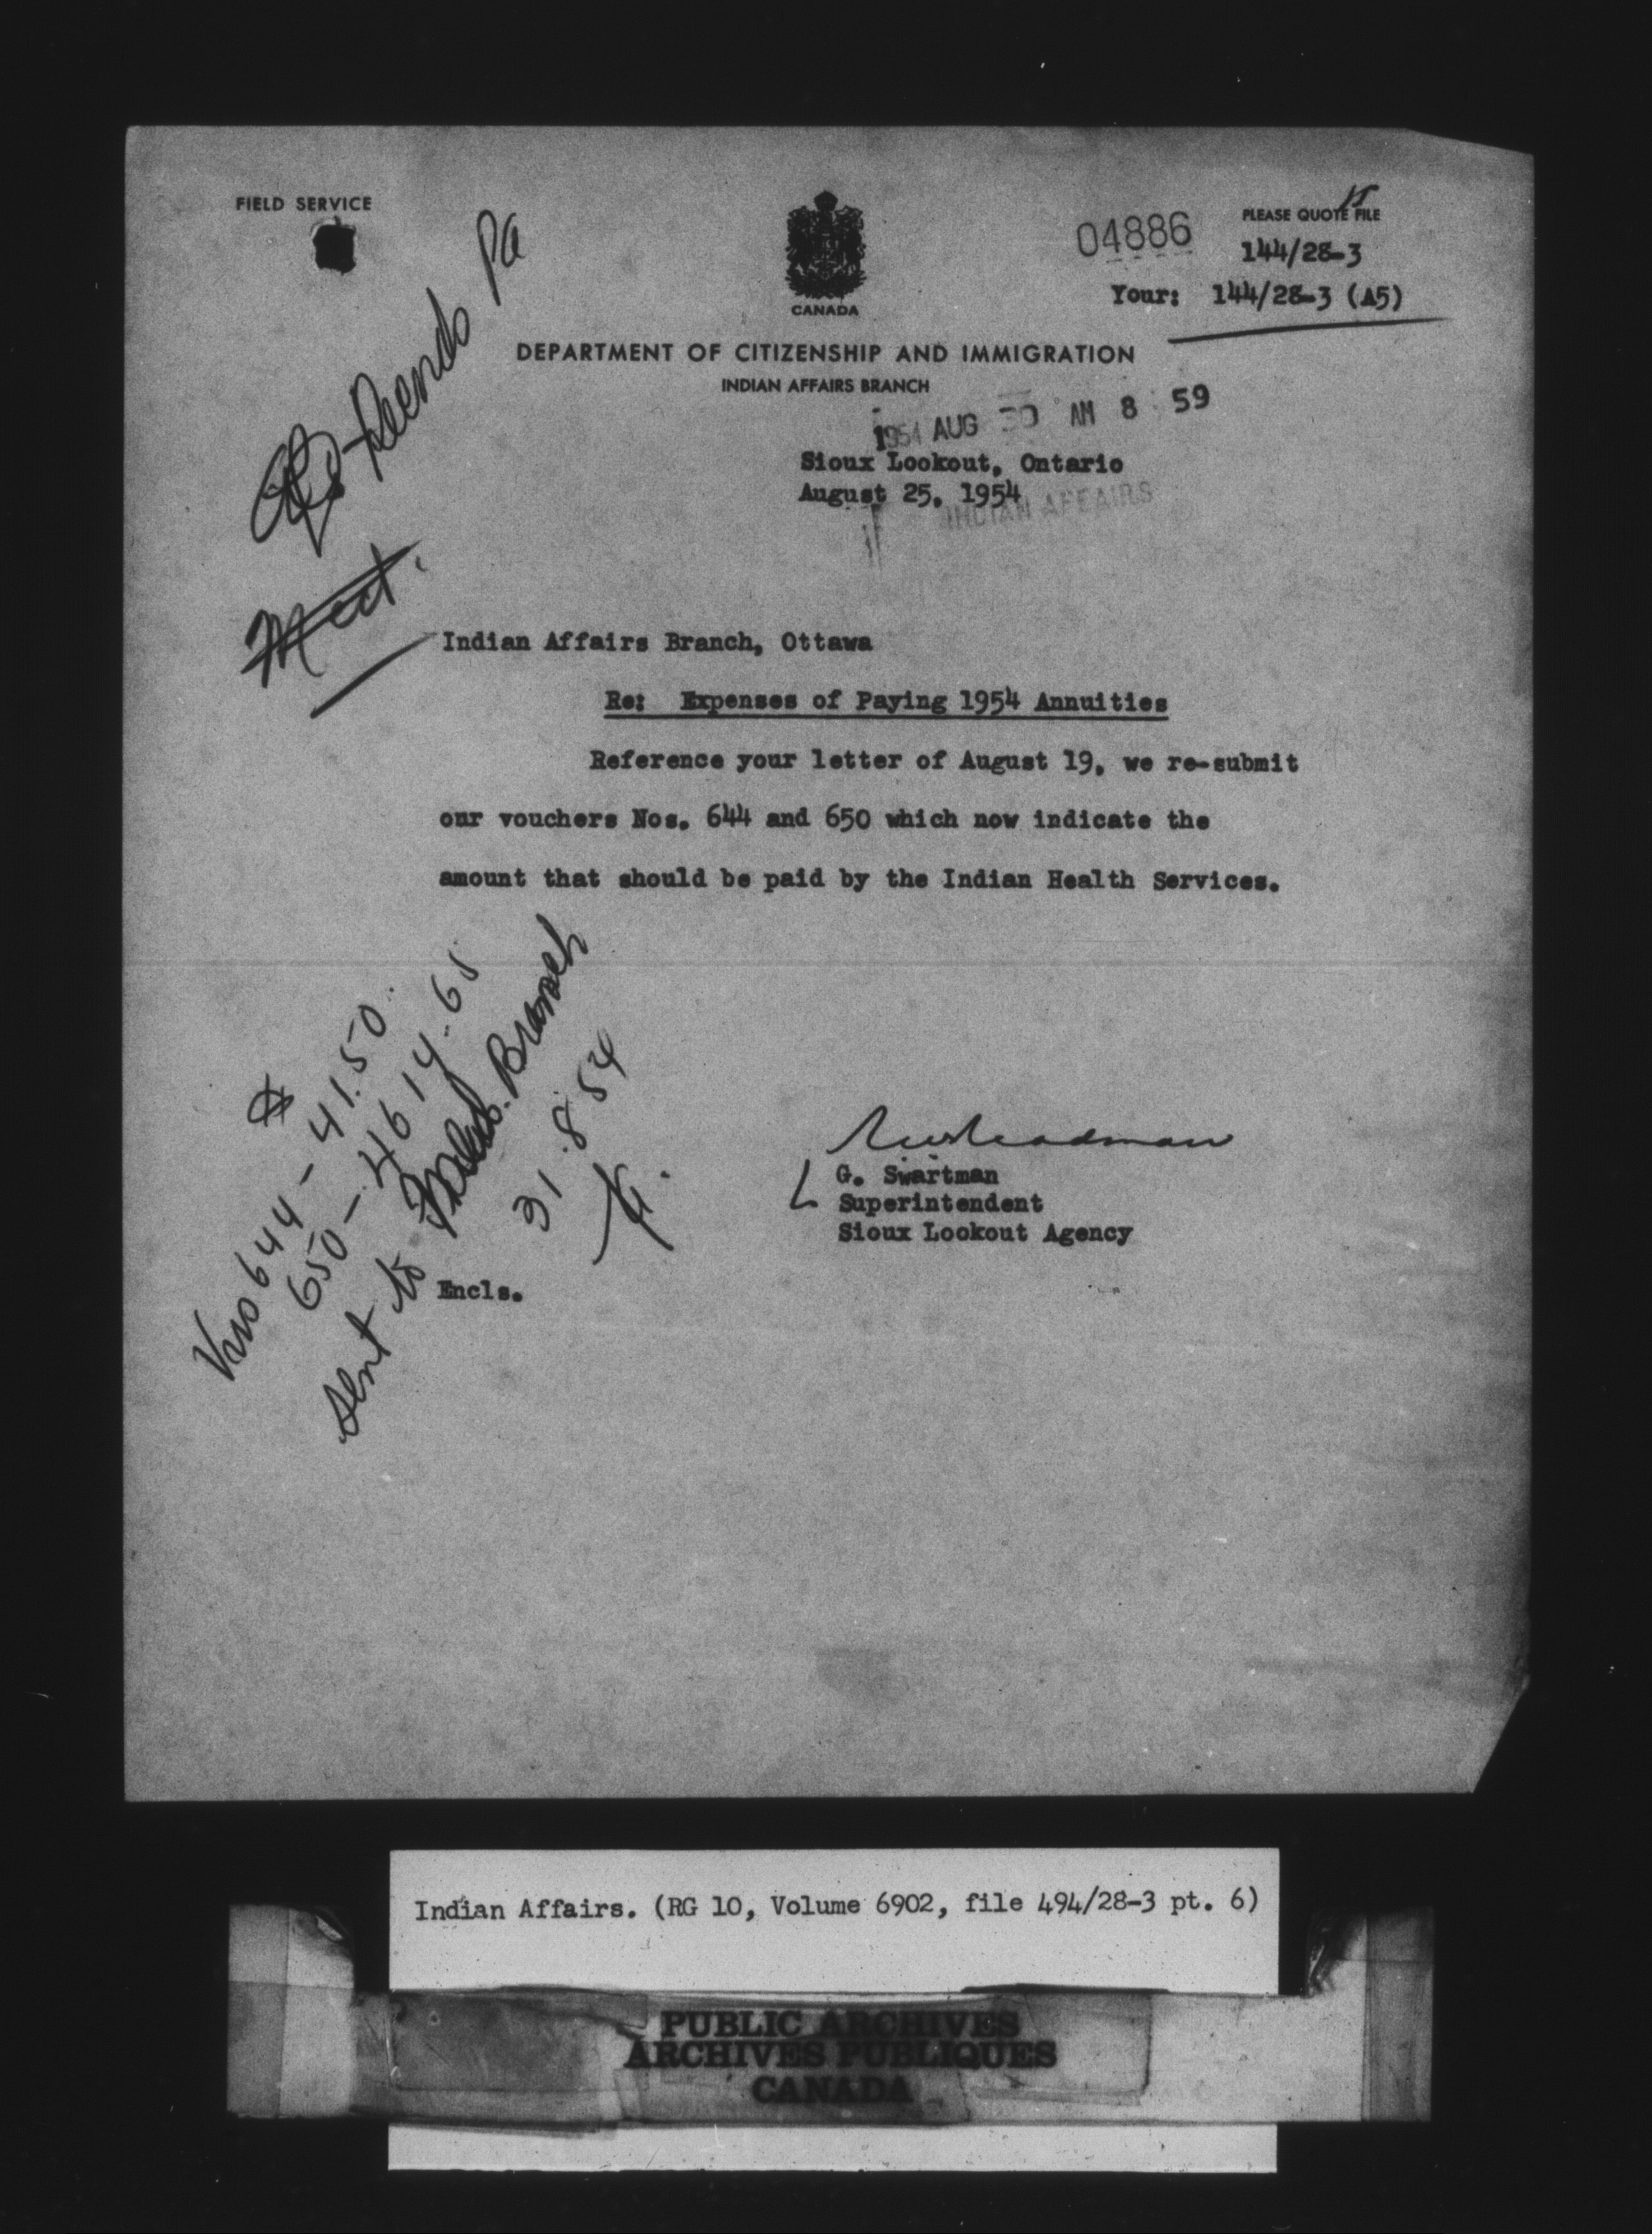 FIELD SERVICE
CANADA
04886
PLEASE QUOTE FILE
144/28-3
Your: 144/28-3 (A5)
DEPARTMENT OF CITIZENSHIP AND IMMIGRATION
INDIAN AFFAIRS BRANCH
1954 AUG 30 AM 8 59
Sioux Lookout, Ontario
August 25, 1954
INDIAN AFFAIRS
Indian Affairs Branch, Ottawa
Re: Expenses of Paying 1954 Annuities
Reference your letter of August 19, we re-submit
our vouchers Nos. 644 and 650 which now indicate the
amount that should be paid by the Indian Health Services.
644 - 41.50
650 - 4614.65
sent to Branch
31.8.54
G. Swartman
Superintendent
Sioux Lookout Agency
Encls.
Indian Affairs. (RG 10, Volume 6902, file 494/28-3 pt. 6)
PUBLIC ARCHIVES
ARCHIVES PUBLIQUES
CANADA